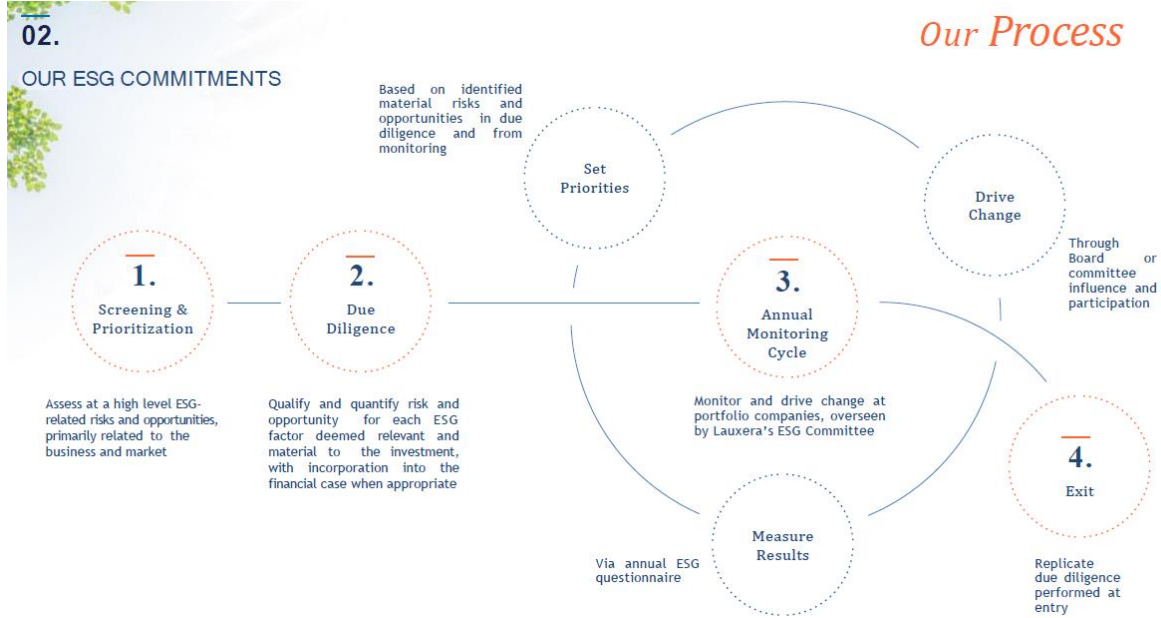 02.
Our Process
OUR ESG COMMITMENTS
Based on identified
material risks and
opportunities in due
diligence and from
monitoring
Set
Priorities
Drive
Change
Through
Board or
committee
influence and
participation
1.
Screening &
Prioritization
Assess at a high level ESG-
related risks and opportunities,
primarily related to the
business and market
2.
Due
Diligence
Qualify and quantify risk and
opportunity for each ESG
factor deemed relevant and
material to the investment,
with incorporation into the
financial case when appropriate
3.
Annual
Monitoring
Cycle
Monitor and drive change at
portfolio companies, overseen
by Lauxera's ESG Committee
4.
Exit
Replicate
due diligence
performed at
entry
Measure
Results
Via annual ESG
questionnaire